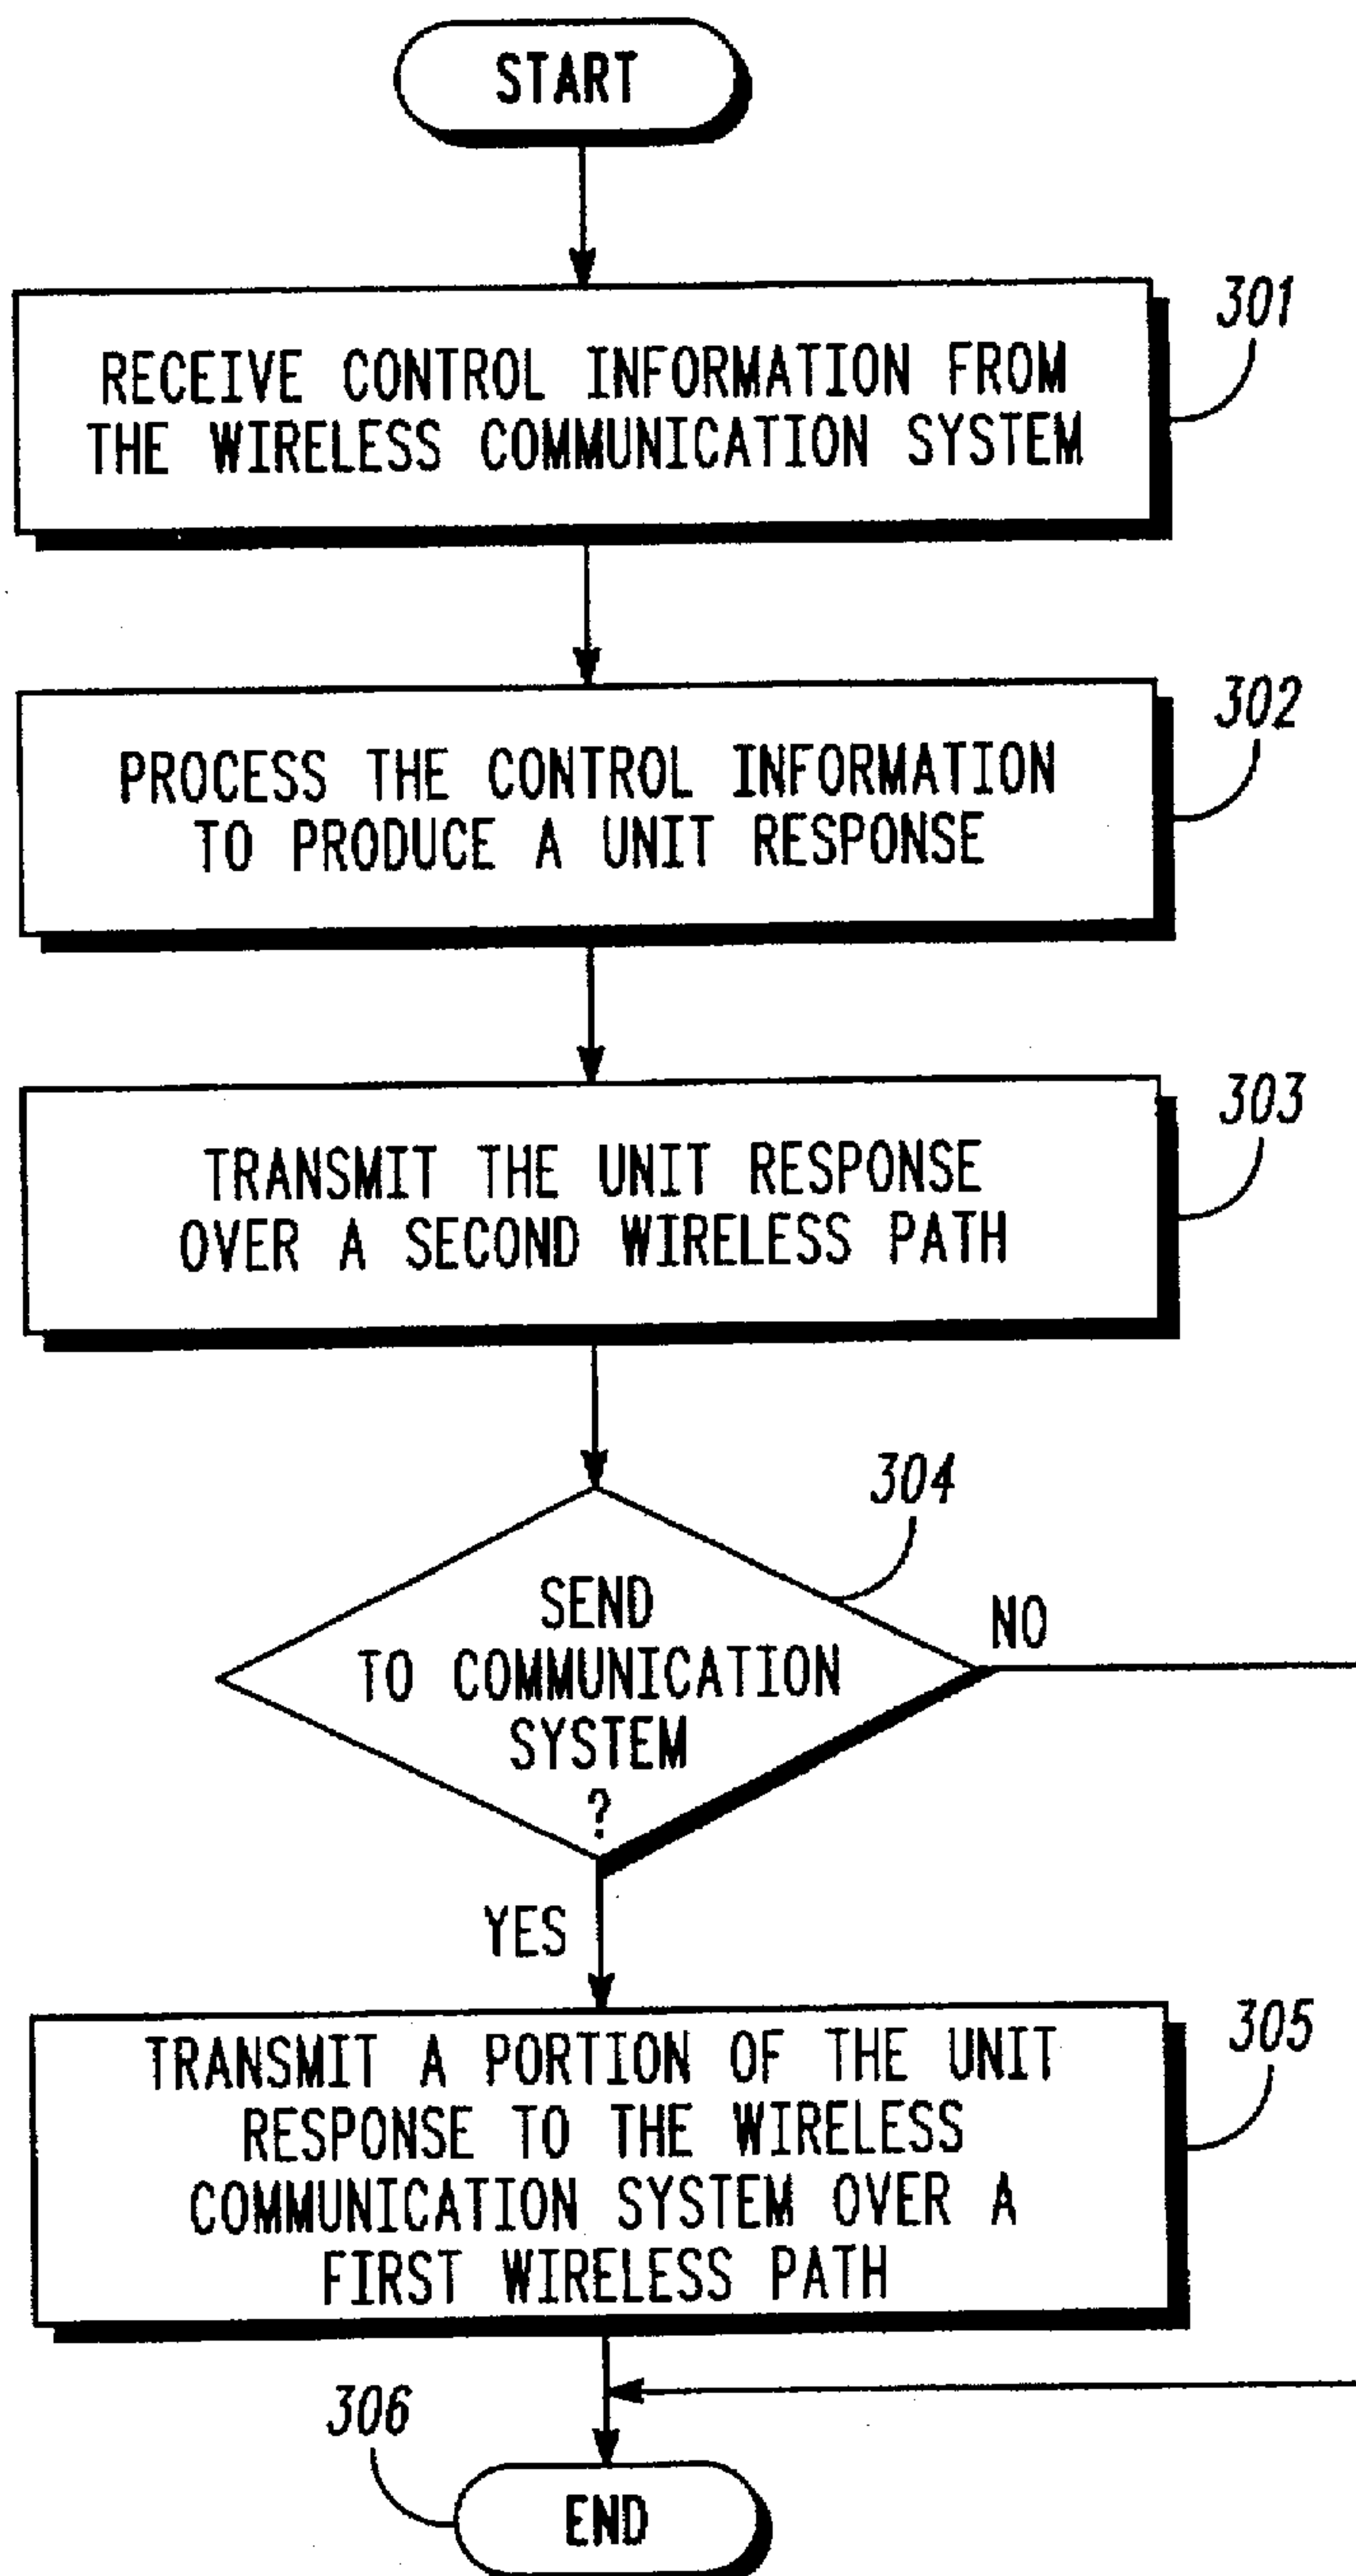 START
301
RECEIVE CONTROL INFORMATION FROM
THE WIRELESS COMMUNICATION SYSTEM
302
PROCESS THE CONTROL INFORMATION
TO PRODUCE A UNIT RESPONSE
303
TRANSMIT THE UNIT RESPONSE
OVER A SECOND WIRELESS PATH
304
SEND
TO COMMUNICATION
SYSTEM
?
NO
YES
305
TRANSMIT A PORTION OF THE UNIT
RESPONSE TO THE WIRELESS
COMMUNICATION SYSTEM OVER A
FIRST WIRELESS PATH
306
END